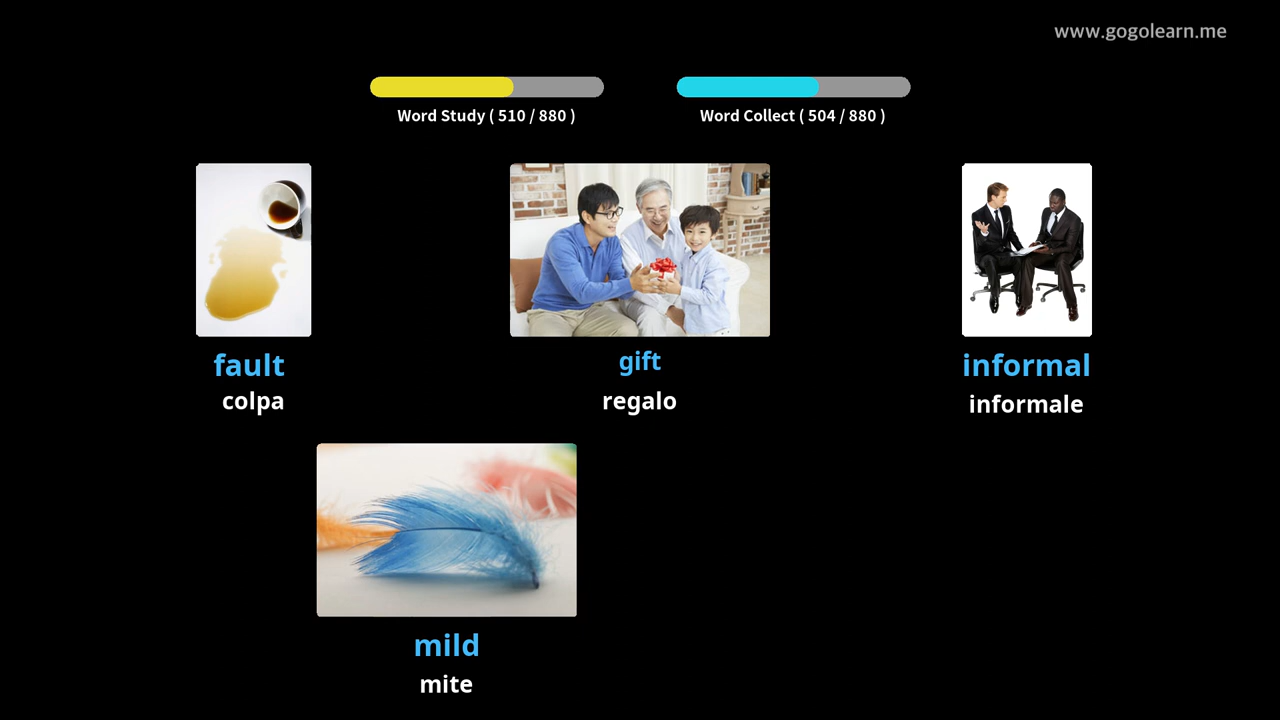 www.gogolearn.me
Word Study ( 510 / 880 )
Word Collect ( 504 / 880 )
fault
colpa
gift
regalo
informal
informale
mild
mite